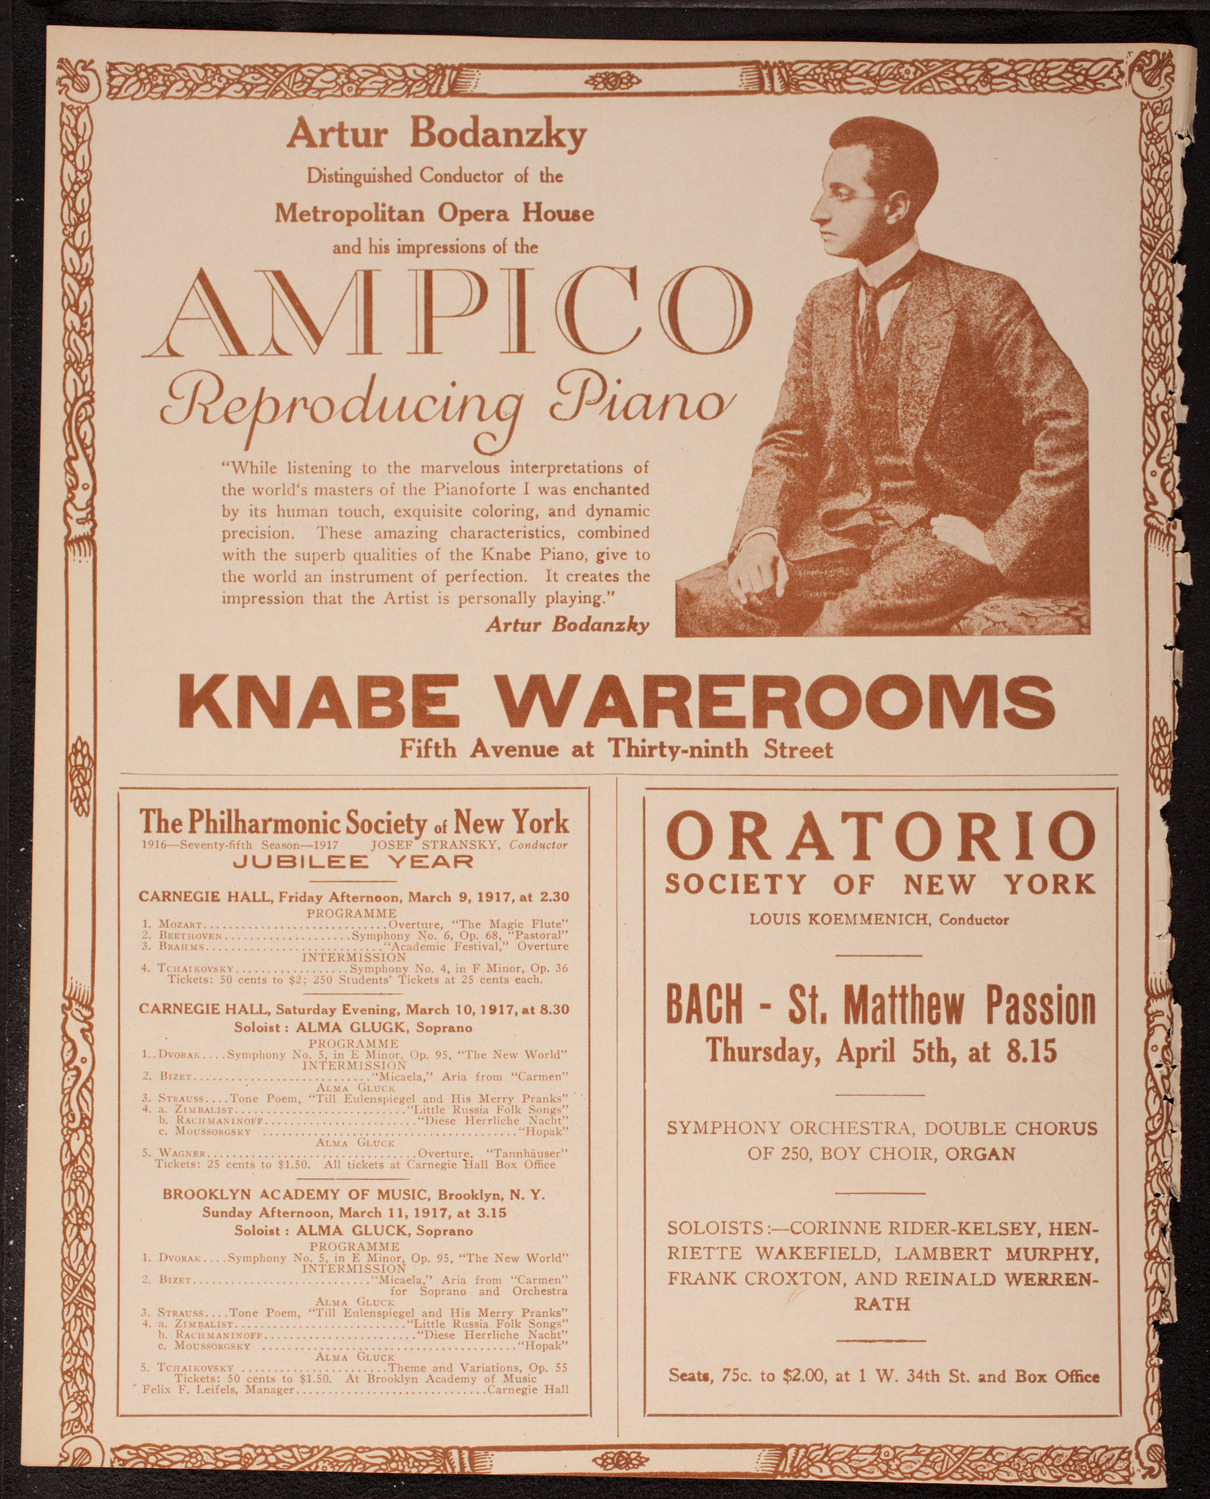 Artur Bodanzky
Distinguished Conductor of the
Metropolitan Opera House
and his impressions of the
AMPICO
Reproducing Piano
“While listening to the marvelous interpretations of
the world‘s masters of the Pianoforte I was enchanted
by its human touch, exquisite coloring, and dynamic
precision. These amazing characteristics, combined
with the superb qualities of the Knabe Piano, give to
the world an instrument of perfection. It creates the
impression that the Artist is personally playing.”
Artur Bodanzky
KNABE WAREROOMS
Fifth Avenue at Thirty-ninth Street
The Philharmonic Society of New York
1916—Seventy-fifth Season—1917 JOSEF STRANSKY, Conductor
JUBILEE YEAR
CARNEGIE HALL, Friday Afternoon, March 9, 1917, at 2.30
PROGRAMME
1. MOZART............................Overture, “The Magic Flute”
2. BEETHOVEN....................Symphony No. 6, Op. 68, “Pastoral”
3. BRAHMS............................“Academic Festival,” Overture
INTERMISSION
4. TCHAIKOVSKY.................Symphony No. 4, in F Minor, Op. 36
Tickets: 50 cents to $2; 250 Students’ Tickets at 25 cents each.
CARNEGIE HALL, Saturday Evening, March 10, 1917, at 8.30
Soloist : ALMA GLUGK, Soprano
PROGRAMME
1..DVORAK....Symphony No. 5, in E Minor, Op. 95, “The New World”
INTERMISSION
2. BIZET...........................“Micaela,” Aria from “Carmen”
ALMA GLUCK
3. STRAUSS....Tone Poem, “Till Eulenspiegel and His Merry Pranks”
4. a. ZIMBALIST..........................“Little Russia Folk Songs”
b. RACHMANINOFF.......................“Diese Herrliche Nacht”
c. MOUSSORGSKY .......................................“Hopak”
ALMA GLUCK
5. WAGNER................................Overture, “Tannhäuser”
Tickets: 25 cents to $1.50. All tickets at Carnegie Hall Box Office
BROOKLYN ACADEMY OF MUSIC, Brooklyn, N. Y.
Sunday Afternoon, March 11, 1917, at 3.15
Soloist : ALMA GLUCK, Soprano
PROGRAMME
1. DVORAK....Symphony No. 5, in E Minor, Op. 95, “The New World”
INTERMISSION
2. BIZET...........................“Micaela,” Aria from “Carmen”
for Soprano and Orchestra
ALMA GLUCK
3. STRAUSS....Tone Poem, “Till Eulenspiegel and His Merry Pranks”
4. a. ZIMBALIST..........................“Little Russia Folk Songs”
b. RACHMANINOFF.......................“Diese Herrliche Nacht”
c. MOUSSORGSKY .......................................“Hopak”
ALMA GLUCK
5. TCHAIKOVSKY ......................Theme and Variations, Op. 55
Tickets: 50 cents to $1.50. At Brooklyn Academy of Music
Felix F. Leifels, Manager.............................Carnegie Hall
ORATORIO
SOCIETY OF NEW YORK
LOUIS KOEMMENICH, Conductor
BACH - St. Matthew Passion
Thursday, April 5th, at 8.15
SYMPHONY ORCHESTRA, DOUBLE CHORUS
OF 250, BOY CHOIR, ORGAN
SOLOISTS :—CORINNE RIDER-KELSEY, HEN-
RIETTE WAKEFIELD, LAMBERT MURPHY,
FRANK CROXTON, AND REINALD WERREN-
RATH
Seats, 75c. to $2.00, at 1 W. 34th St. and Box Office